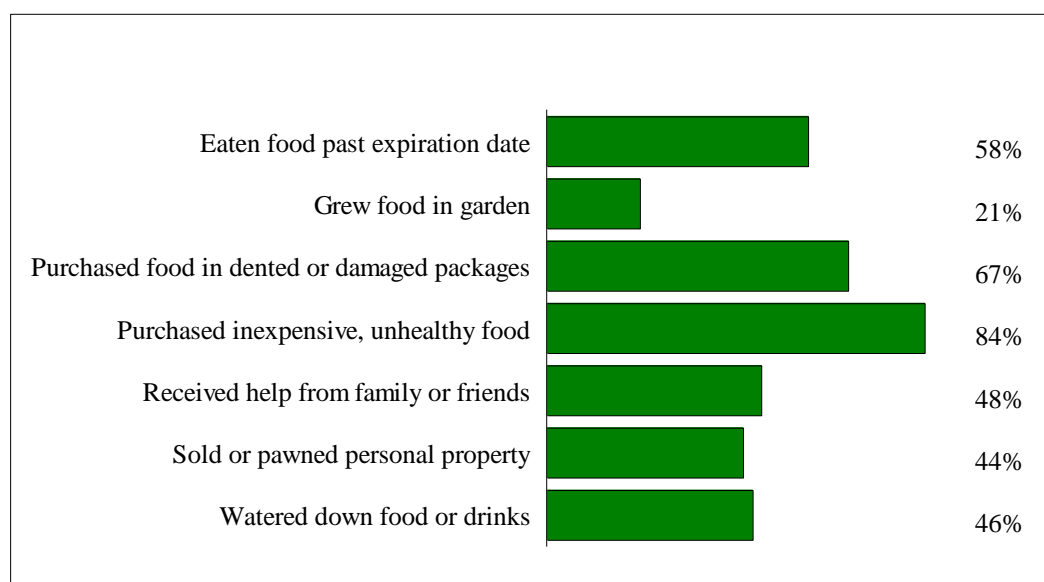 Eaten food past expiration date 58%
Grew food in garden 21%
Purchased food in dented or damaged packages 67%
Purchased inexpensive, unhealthy food 84%
Received help from family or friends 48%
Sold or pawned personal property 44%
Watered down food or drinks 46%